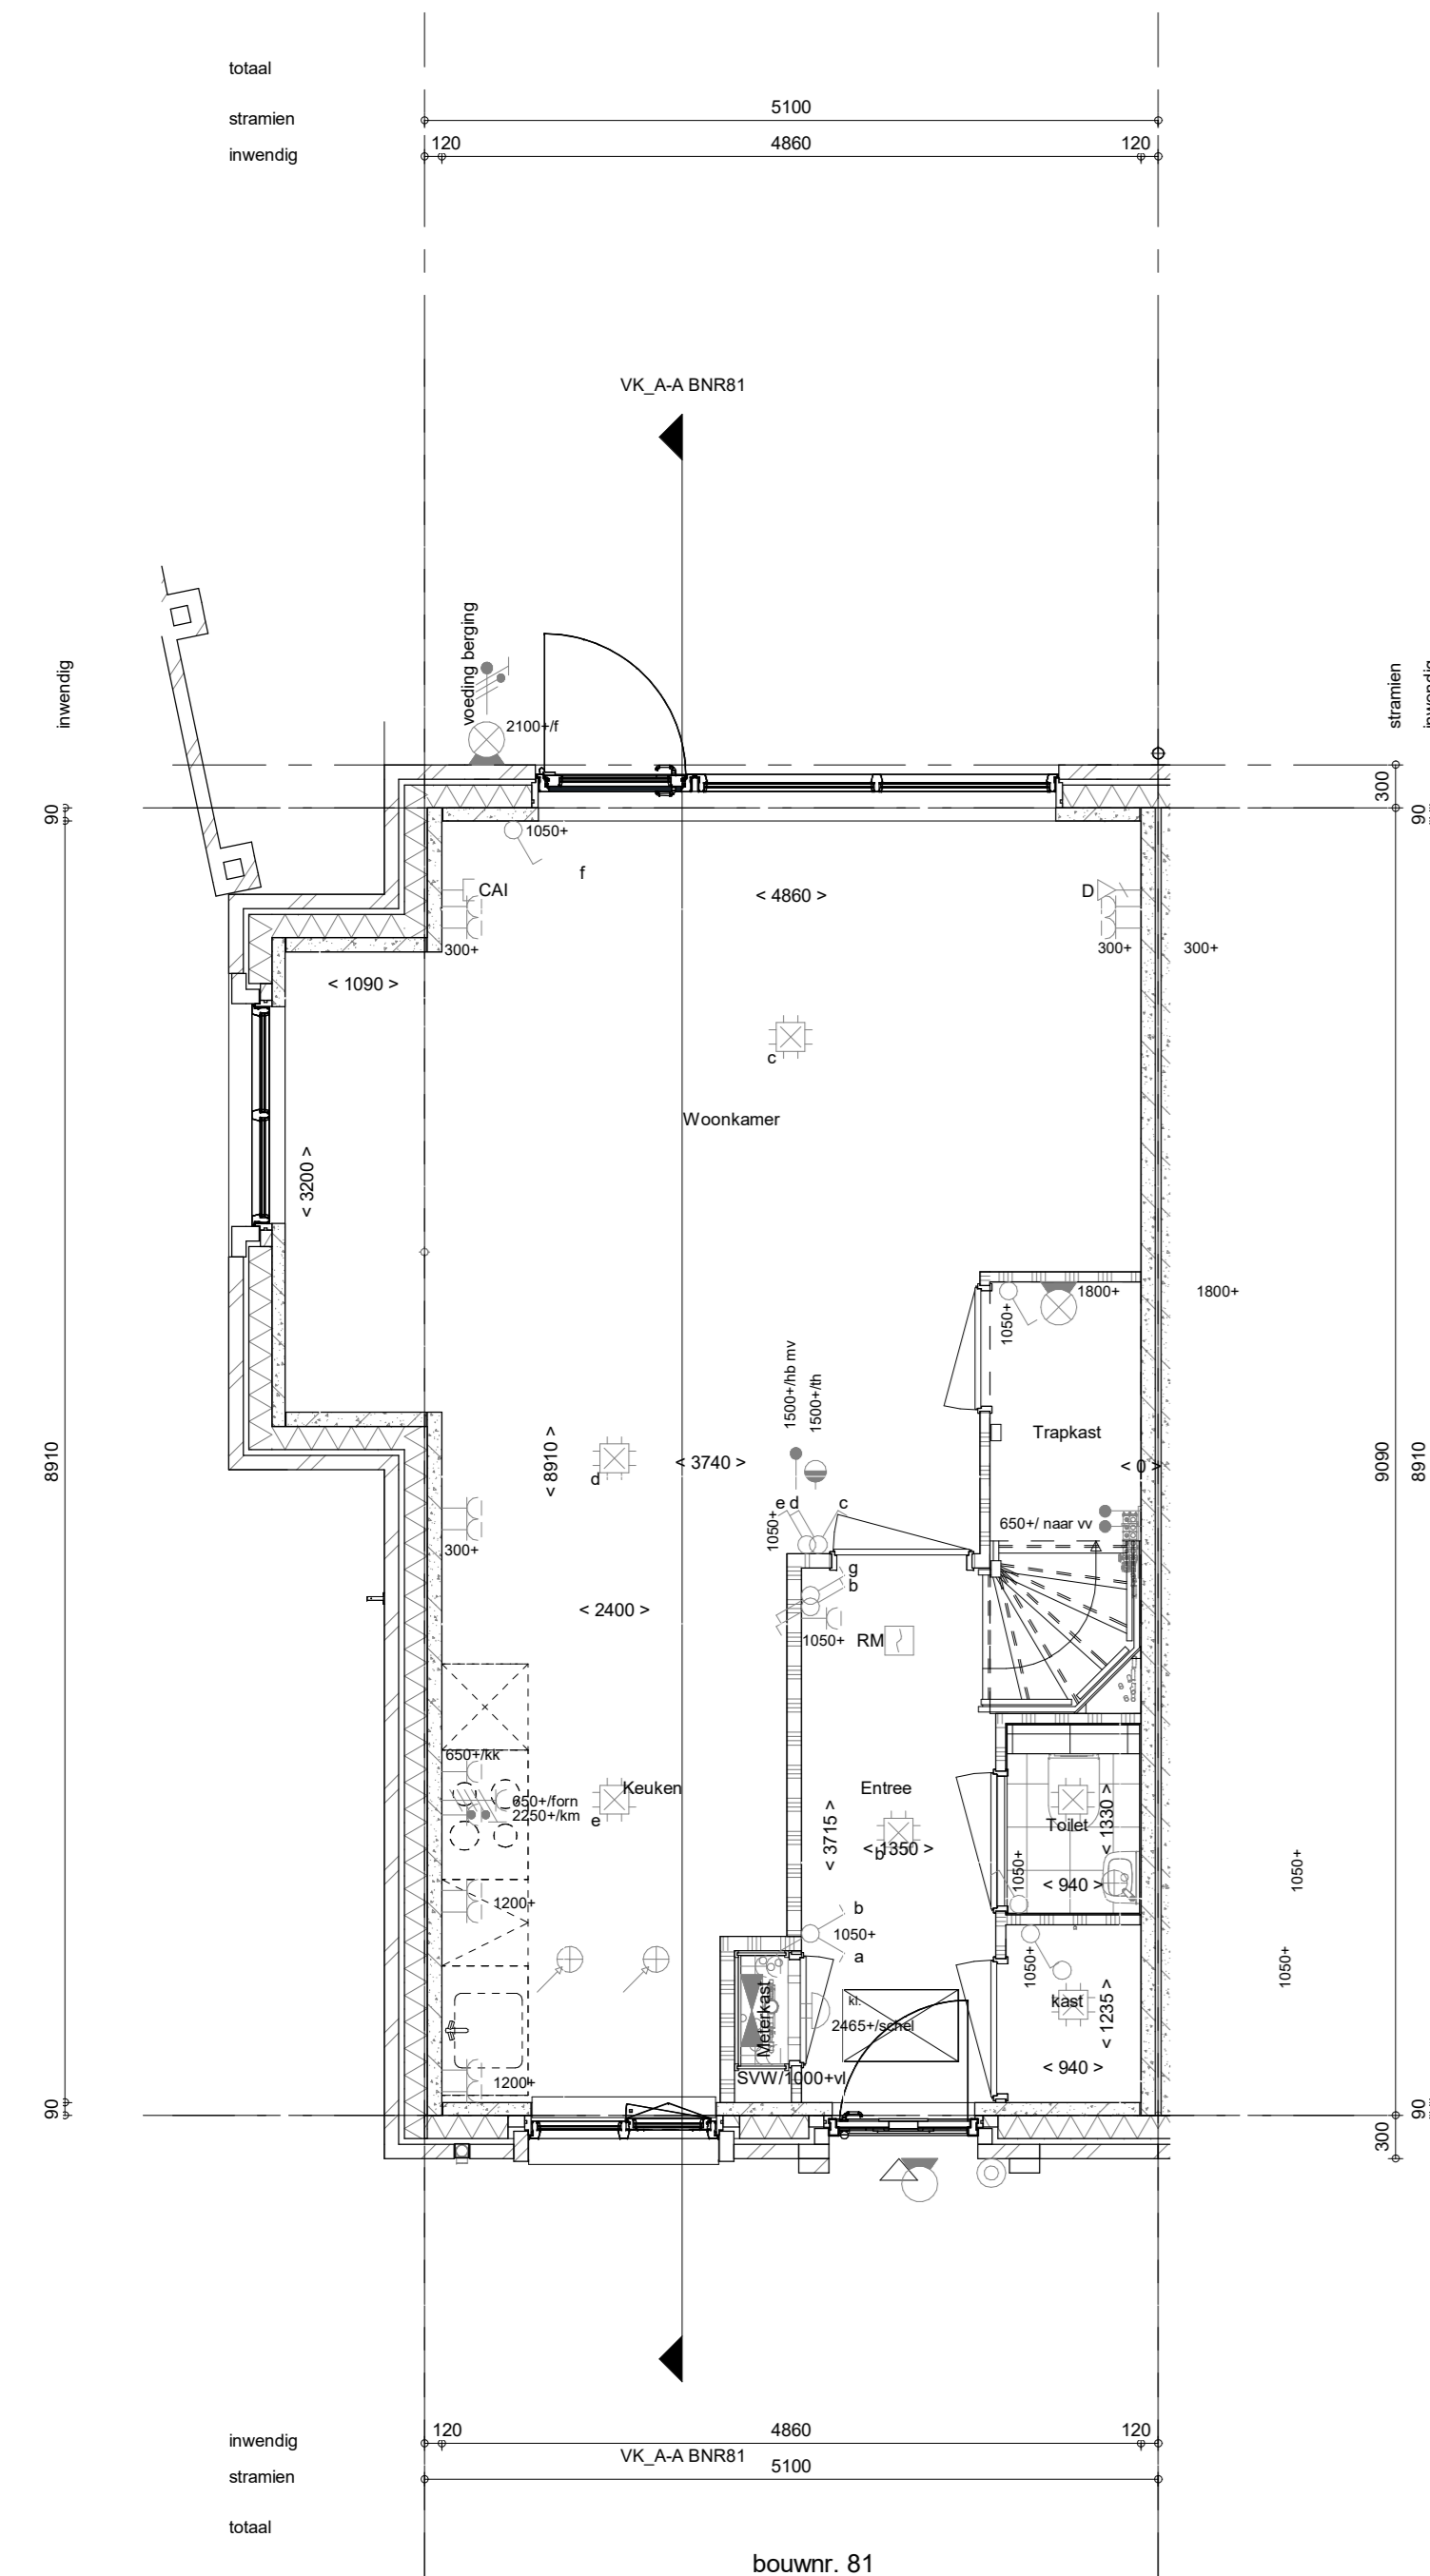 totaal
stramien
5100
inwendig
120
4860
120
VK_A-A BNR81
voeding berging
2100+/f
inwendig
stramien
inwendig
300
90
90
1050+
f
CAI
< 4860 >
D
300+
300+
300+
< 1090 >
c
Woonkamer
< 3200 >
1050+
1800+
1800+
1500+/hb mv
1500+/th
Trapkast
8910
< 8910 >
d
< 3740 >
< 0 >
9090
8910
e d
c
1050+
300+
650+/ naar vv
g
b
< 2400 >
1050+
RM
650+/kk
650+/forn
2250+/km
Keuken
e
Entree
< 3715 >
< 1350 >
b
Toilet
< 1330 >
1050+
< 940 >
1050+
1200+
b
1050+
a
1050+
1050+
Meterkast
kl.
2465+/schel
kast
< 1235 >
SVW/1000+vl
< 940 >
1200+
90
90
300
inwendig
120
4860
120
VK_A-A BNR81
stramien
5100
totaal
bouwnr. 81